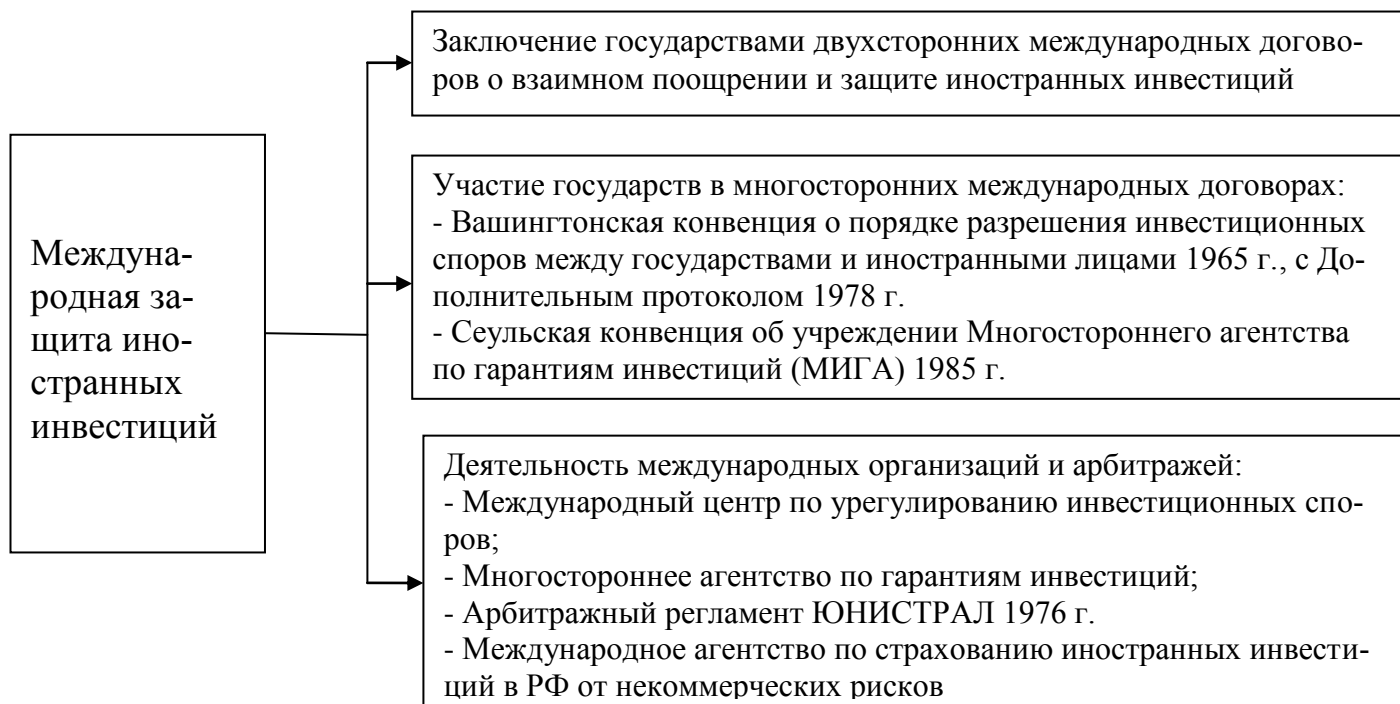 Заключение государствами двухсторонних международных догово-
ров о взаимном поощрении и защите иностранных инвестиций
Междуна-
родная за-
щита ино-
странных
инвестиций
Участие государств в многосторонних международных договорах:
- Вашингтонская конвенция о порядке разрешения инвестиционных
споров между государствами и иностранными лицами 1965 г., с До-
полнительным протоколом 1978 г.
- Сеульская конвенция об учреждении Многостороннего агентства
по гарантиям инвестиций (МИГА) 1985 г.
Деятельность международных организаций и арбитражей:
- Международный центр по урегулированию инвестиционных спо-
ров;
- Многостороннее агентство по гарантиям инвестиций;
- Арбитражный регламент ЮНИСТРАЛ 1976 г.
- Международное агентство по страхованию иностранных инвести-
ций в РФ от некоммерческих рисков